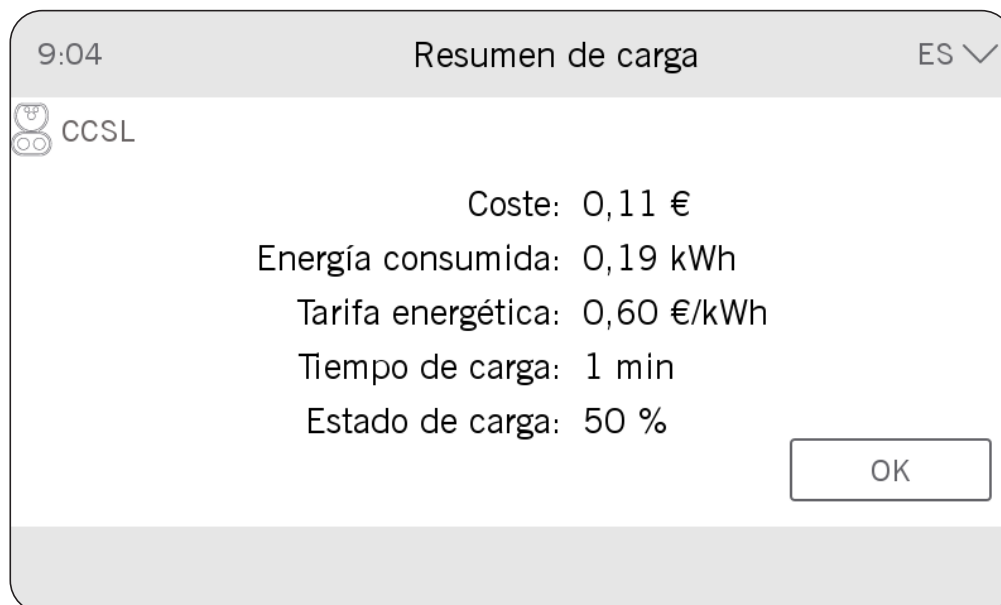 9:04
Resumen de carga
ES
CCSL
Coste: 0,11 €
Energía consumida: 0,19 kWh
Tarifa energética: 0,60 €/kWh
Tiempo de carga: 1 min
Estado de carga: 50 %
OK